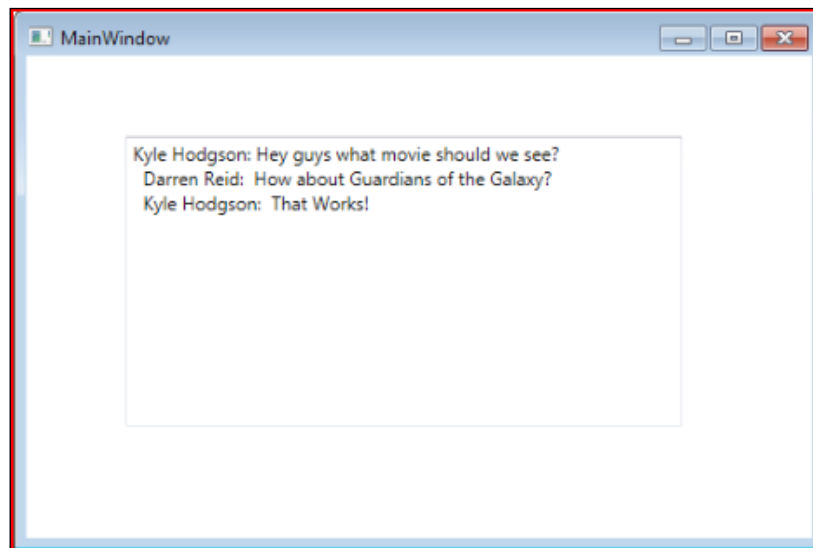 MainWindow
Kyle Hodgson: Hey guys what movie should we see?
Darren Reid:  How about Guardians of the Galaxy?
Kyle Hodgson:  That Works!